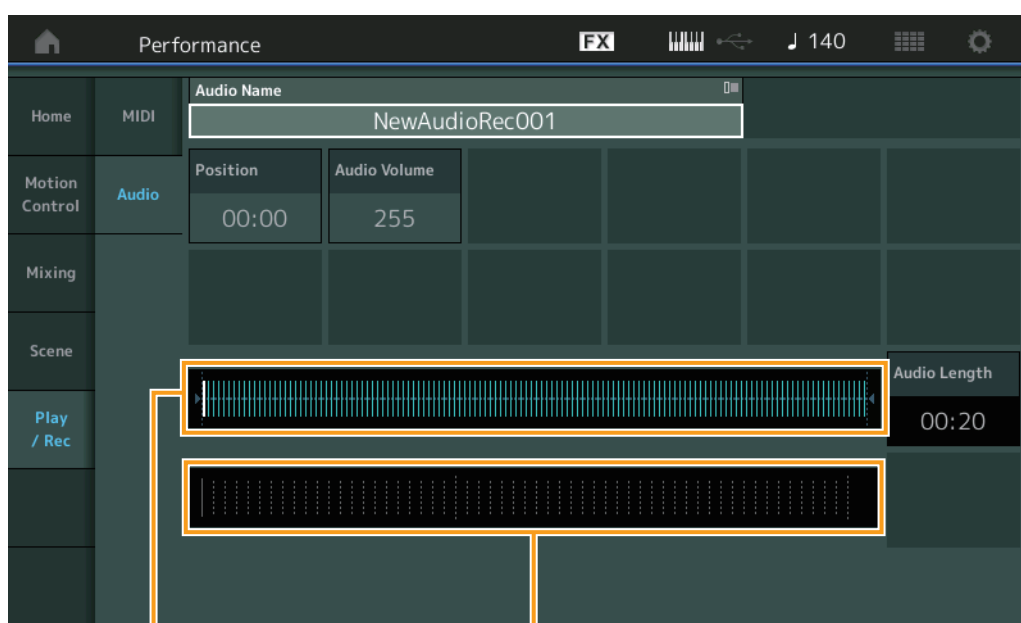 Performance FX 140
Audio Name
NewAudioRec001
Home MIDI
Position Audio Volume
Motion
Control
Audio
00:00 255
Mixing
Scene
Audio Length
00:20
Play
/ Rec